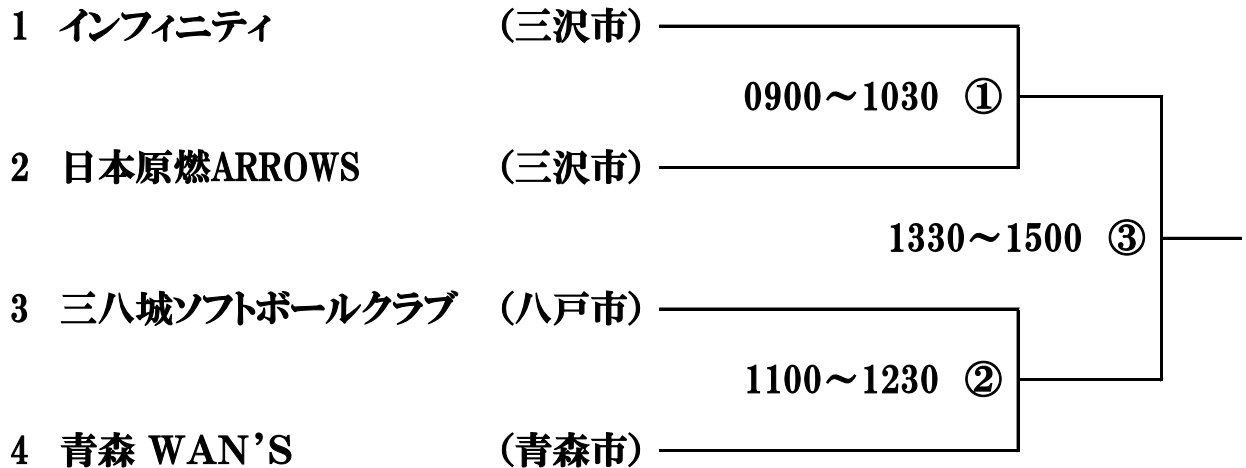 1 インフィニティ (三沢市)
0900～1030 ①
2 日本原燃ARROWS (三沢市)
1330～1500 ③
3 三八城ソフトボールクラブ (八戸市)
1100～1230 ②
4 青森 WAN'S (青森市)